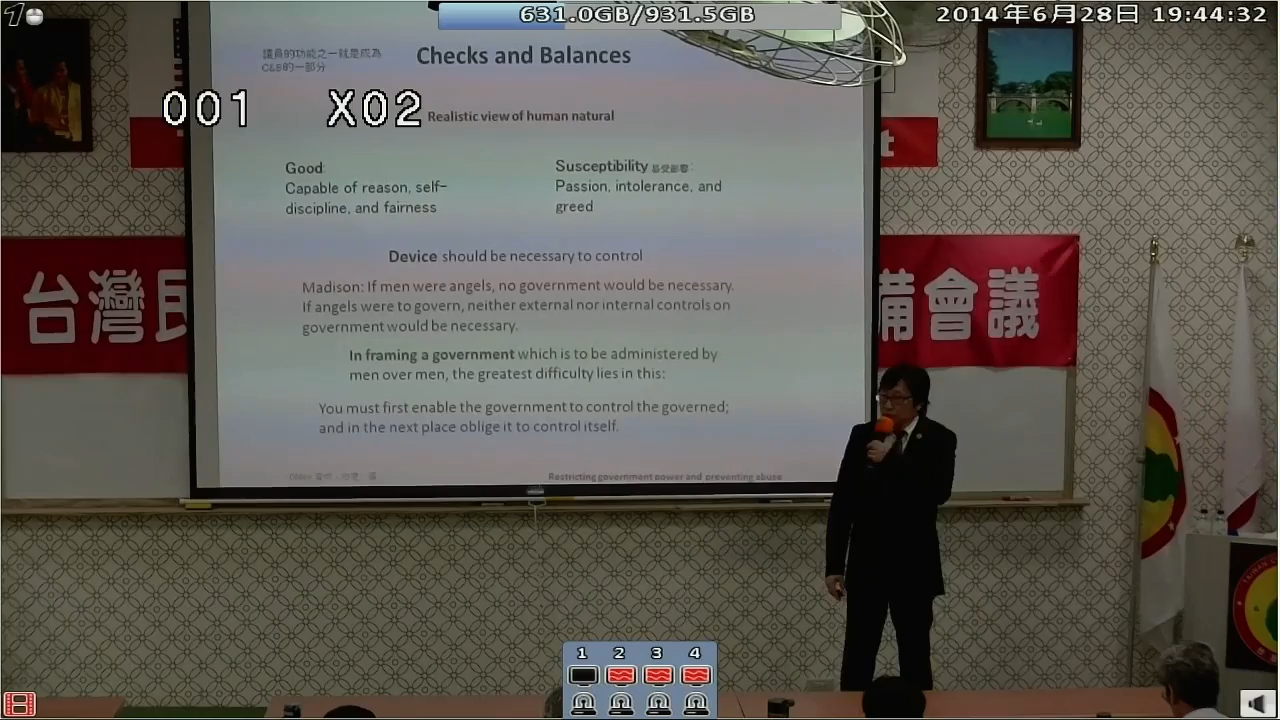 631.0GB/931.5GB
2014年6月28日 19:44:32
001 X02
議員的功能之一就是成為
C&B的一部分
Checks and Balances
Realistic view of human natural
Good:
Capable of reason, self-
discipline, and fairness
Susceptibility 易受影響:
Passion, intolerance, and
greed
Device should be necessary to control
Madison: If men were angels, no government would be necessary.
If angels were to govern, neither external nor internal controls on
government would be necessary.
In framing a government which is to be administered by
men over men, the greatest difficulty lies in this:
You must first enable the government to control the governed;
and in the next place oblige it to control itself.
Restricting government power and preventing abuse
t
台灣民
備會議
1 2 3 4